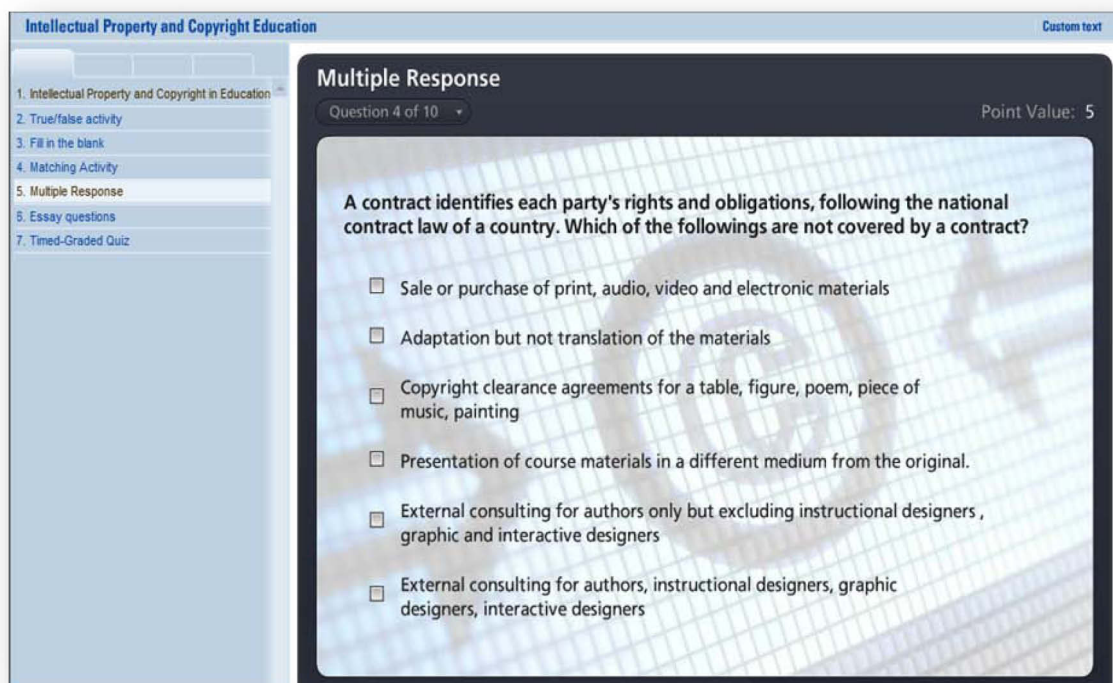 Intellectual Property and Copyright Education
Custom text
1. Intellectual Property and Copyright in Education
2. True/false activity
3. Fill in the blank
4. Matching Activity
5. Multiple Response
6. Essay questions
7. Timed-Graded Quiz
Multiple Response
Question 4 of 10
Point Value: 5
A contract identifies each party's rights and obligations, following the national
contract law of a country. Which of the followings are not covered by a contract?
Sale or purchase of print, audio, video and electronic materials
Adaptation but not translation of the materials
Copyright clearance agreements for a table, figure, poem, piece of
music, painting
Presentation of course materials in a different medium from the original.
External consulting for authors only but excluding instructional designers ,
graphic and interactive designers
External consulting for authors, instructional designers, graphic
designers, interactive designers